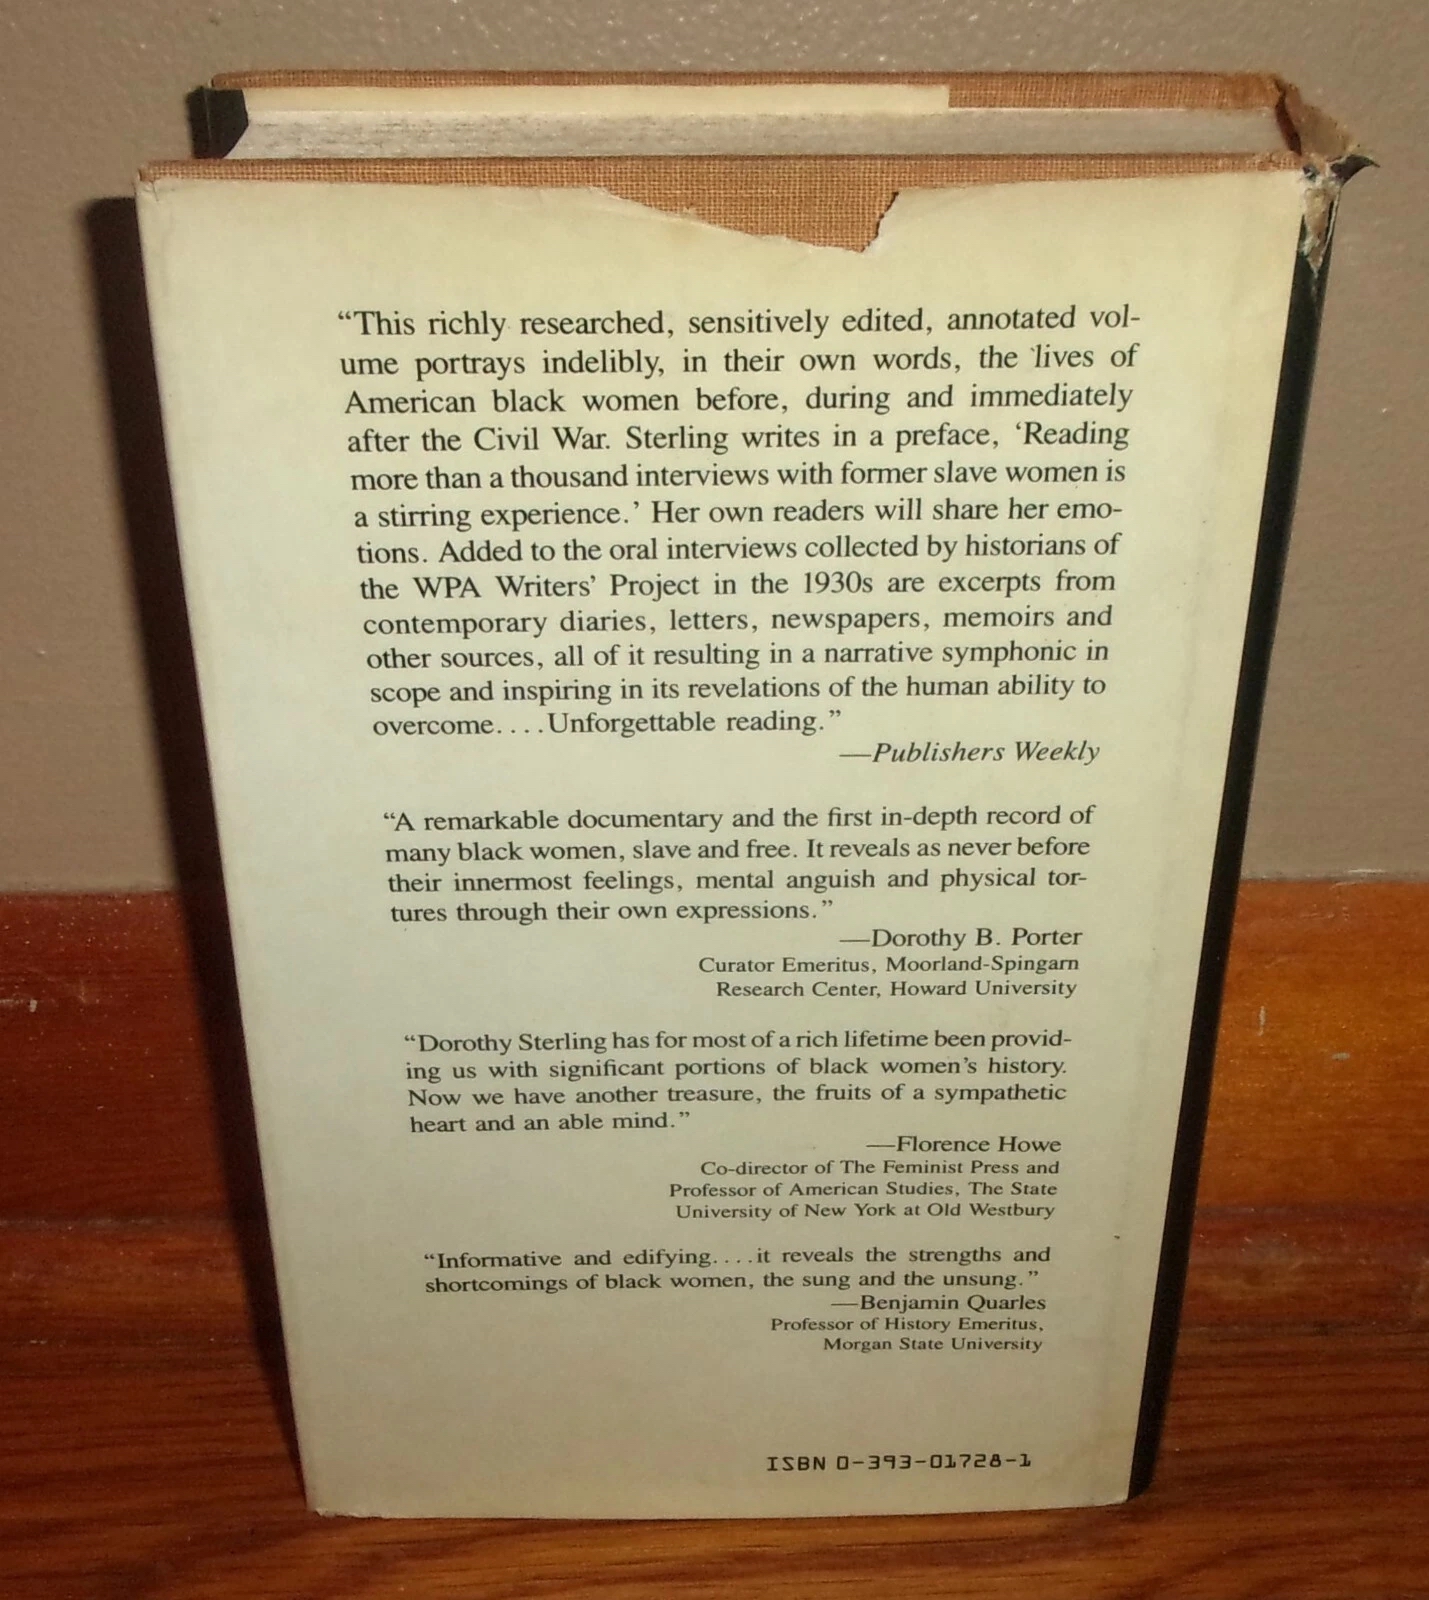 “This richly researched, sensitively edited, annotated vol-
ume portrays indelibly, in their own words, the lives of
American black women before, during and immediately
after the Civil War. Sterling writes in a preface, ‘Reading
more than a thousand interviews with former slave women is
a stirring experience.’ Her own readers will share her emo-
tions. Added to the oral interviews collected by historians of
the WPA Writers’ Project in the 1930s are excerpts from
contemporary diaries, letters, newspapers, memoirs and
other sources, all of it resulting in a narrative symphonic in
scope and inspiring in its revelations of the human ability to
overcome. . . . Unforgettable reading.”
—Publishers Weekly
“A remarkable documentary and the first in-depth record of
many black women, slave and free. It reveals as never before
their innermost feelings, mental anguish and physical tor-
tures through their own expressions.”
—Dorothy B. Porter
Curator Emeritus, Moorland-Spingarn
Research Center, Howard University
“Dorothy Sterling has for most of a rich lifetime been provid-
ing us with significant portions of black women’s history.
Now we have another treasure, the fruits of a sympathetic
heart and an able mind.”
—Florence Howe
Co-director of The Feminist Press and
Professor of American Studies, The State
University of New York at Old Westbury
“Informative and edifying. . . . it reveals the strengths and
shortcomings of black women, the sung and the unsung.”
—Benjamin Quarles
Professor of History Emeritus,
Morgan State University
ISBN 0-393-01728-1